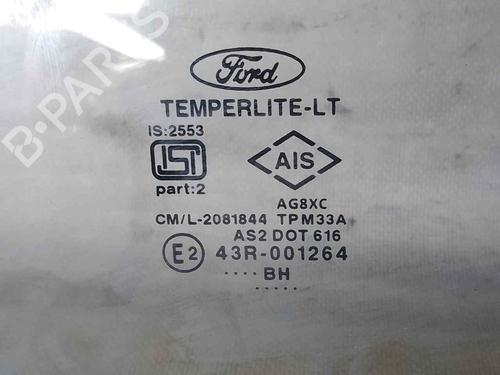 Ford
TEMPERLITE-LT
IS:2553
ISI
AIS
part:2
AG8XC
CM/L-2081844 TPM33A
AS2 DOT 616
E2 43R-001264
.... BH ....
B-PARTS